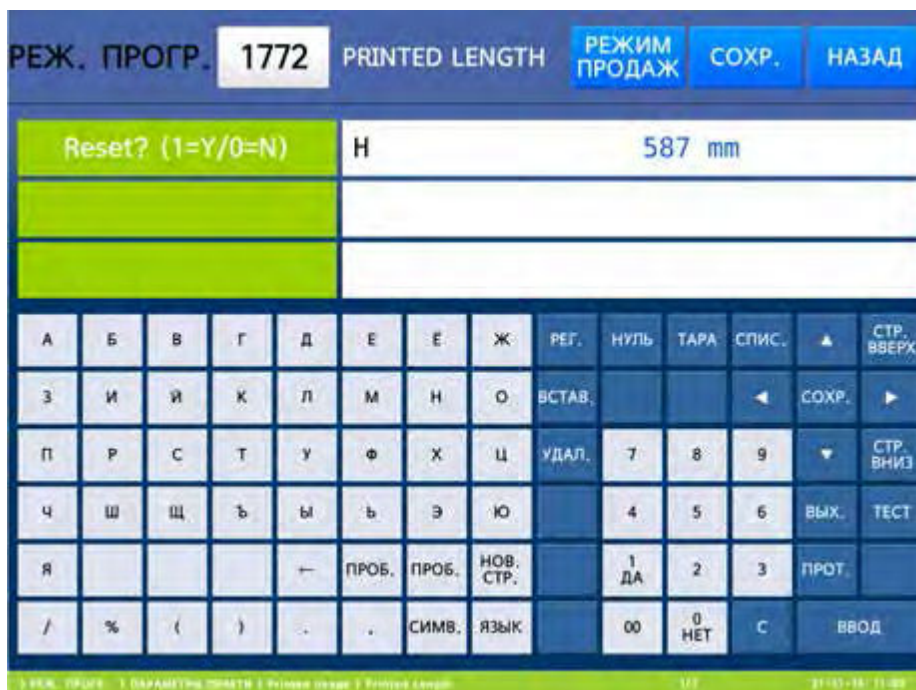 РЕЖ. ПРОГР. 1772 PRINTED LENGTH РЕЖИМ ПРОДАЖ СОХР. НАЗАД
Reset? (1=Y/0=N) Н 587 mm
А Б В Г Д Е Ё Ж РЕГ. НУЛЬ ТАРА СПИС. ▲ СТР. ВВЕРХ
З И Й К Л М Н О ВСТАВ. ◀ СОХР. ▶
П Р С Т У Ф Х Ц УДАЛ. 7 8 9 ▼ СТР. ВНИЗ
Ч Ш Щ Ъ Ы Ь Э Ю 4 5 6 ВЫХ. ТЕСТ
Я ← ПРОБ. ПРОБ. НОВ. СТР. 1 ДА 2 3 ПРОТ.
/ % ( ) . , СИМВ. ЯЗЫК 00 0 НЕТ C ВВОД